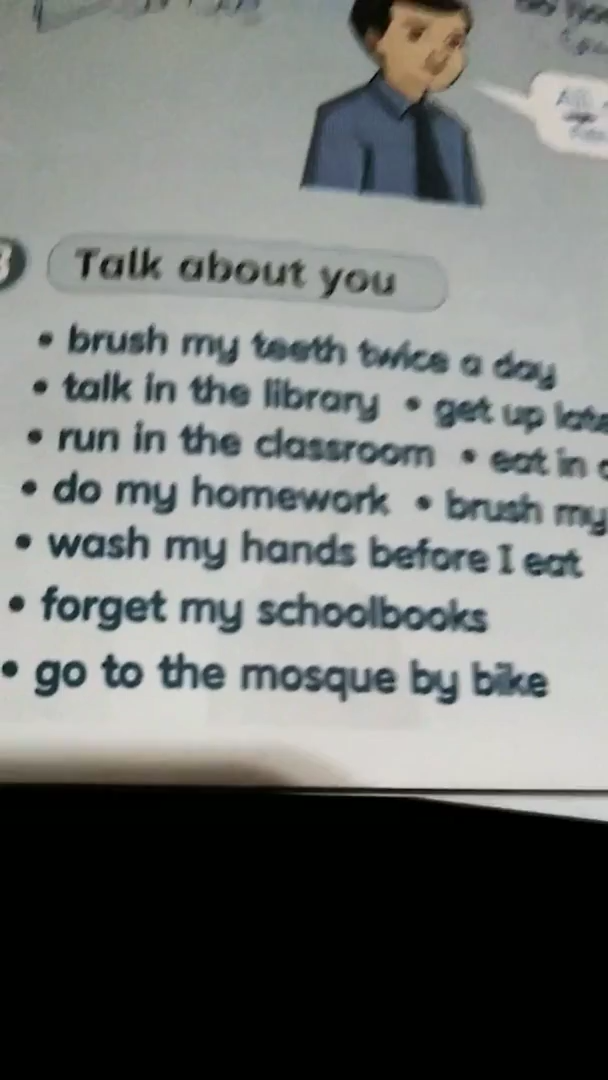 Talk about you
• brush my teeth twice a day
• talk in the library • get up late
• run in the classroom • eat in
• do my homework • brush my
• wash my hands before I eat
• forget my schoolbooks
• go to the mosque by bike